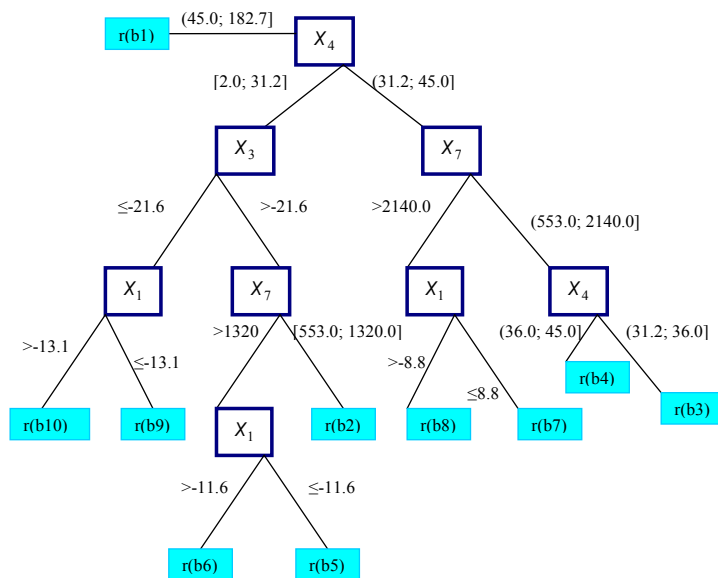 r(b1)
(45.0; 182.7]
X4
[2.0; 31.2]
(31.2; 45.0]
X3
X7
≤-21.6
>-21.6
>2140.0
(553.0; 2140.0]
X1
X7
X1
X4
>-13.1
≤-13.1
>1320
[553.0; 1320.0]
>-8.8
≤8.8
(36.0; 45.0]
(31.2; 36.0]
r(b4)
r(b3)
r(b10)
r(b9)
X1
r(b2)
r(b8)
r(b7)
>-11.6
≤-11.6
r(b6)
r(b5)